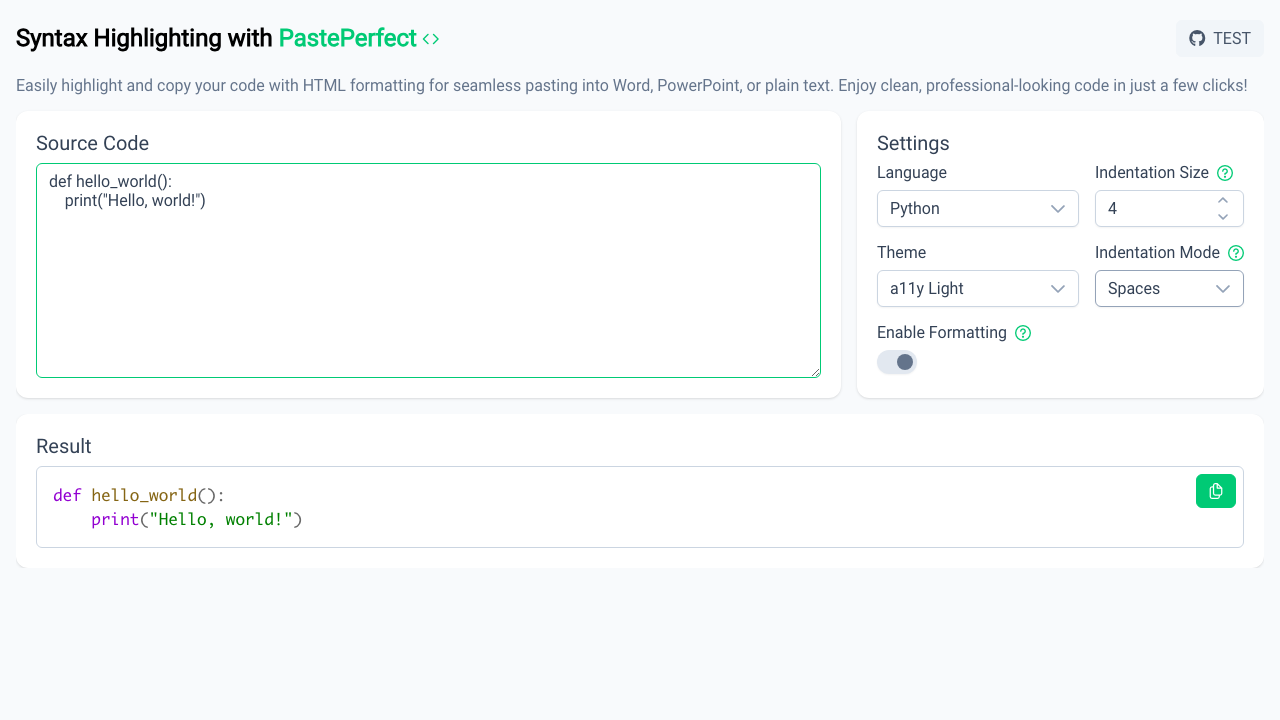 Syntax Highlighting with PastePerfect <>
TEST
Easily highlight and copy your code with HTML formatting for seamless pasting into Word, PowerPoint, or plain text. Enjoy clean, professional-looking code in just a few clicks!
Source Code
def hello_world():
    print("Hello, world!")
Settings
Language
Python
Indentation Size
4
Theme
a11y Light
Indentation Mode
Spaces
Enable Formatting
Result
def hello_world():
    print("Hello, world!")